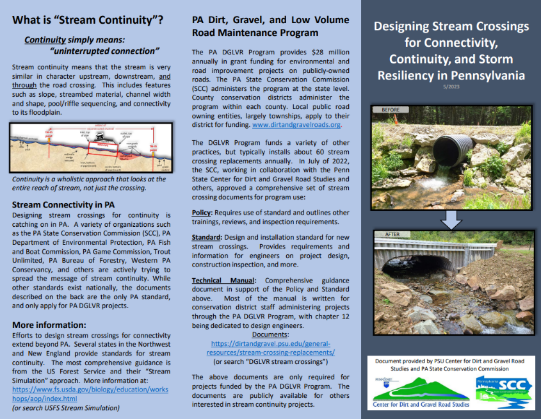 What is “Stream Continuity”?
Continuity simply means:
“uninterrupted connection”
Stream continuity means that the stream is very
similar in character upstream, downstream, and
through the road crossing. This includes features
such as slope, streambed material, channel width
and shape, pool/riffle sequencing, and connectivity
to its floodplain.
Continuity is a wholistic approach that looks at the
entire reach of stream, not just the crossing.
Stream Connectivity in PA
Designing stream crossings for continuity is
catching on in PA. A variety of organizations such
as the PA State Conservation Commission (SCC), PA
Department of Environmental Protection, PA Fish
and Boat Commission, PA Game Commission, Trout
Unlimited, PA Bureau of Forestry, Western PA
Conservancy, and others are actively trying to
spread the message of stream continuity. While
other standards exist nationally, the documents
described on the back are the only PA standard,
and only apply for PA DGLVR projects.
More information:
Efforts to design stream crossings for connectivity
extend beyond PA. Several states in the Northwest
and New England provide standards for stream
continuity. The most comprehensive guidance is
from the US Forest Service and their “Stream
Simulation” approach. More information at:
https://www.fs.usda.gov/biology/education/works
hops/aop/index.html
(or search USFS Stream Simulation)
PA Dirt, Gravel, and Low Volume
Road Maintenance Program
The PA DGLVR Program provides $28 million
annually in grant funding for environmental and
road improvement projects on publicly-owned
roads. The PA State Conservation Commission
(SCC) administers the program at the state level.
County conservation districts administer the
program within each county. Local public road
owning entities, largely townships, apply to their
district for funding. www.dirtandgravelroads.org.
The DGLVR Program funds a variety of other
practices, but typically installs about 60 stream
crossing replacements annually. In July of 2022,
the SCC, working in collaboration with the Penn
State Center for Dirt and Gravel Road Studies and
others, approved a comprehensive set of stream
crossing documents for program use:
Policy: Requires use of standard and outlines other
trainings, reviews, and inspection requirements.
Standard: Design and installation standard for new
stream crossings. Provides requirements and
information for engineers on project design,
construction inspection, and more.
Technical Manual: Comprehensive guidance
document in support of the Policy and Standard
above. Most of the manual is written for
conservation district staff administering projects
through the PA DGLVR Program, with chapter 12
being dedicated to design engineers.
Documents:
https://dirtandgravel.psu.edu/general-
resources/stream-crossing-replacements/
(or search “DGLVR stream crossings”)
The above documents are only required for
projects funded by the PA DGLVR Program. The
documents are publicly available for others
interested in stream continuity projects.
Designing Stream Crossings
for Connectivity,
Continuity, and Storm
Resiliency in Pennsylvania
5/2023
BEFORE
AFTER
Document provided by PSU Center for Dirt and Gravel Road
Studies and PA State Conservation Commission
Center for Dirt and Gravel Road Studies
SCC